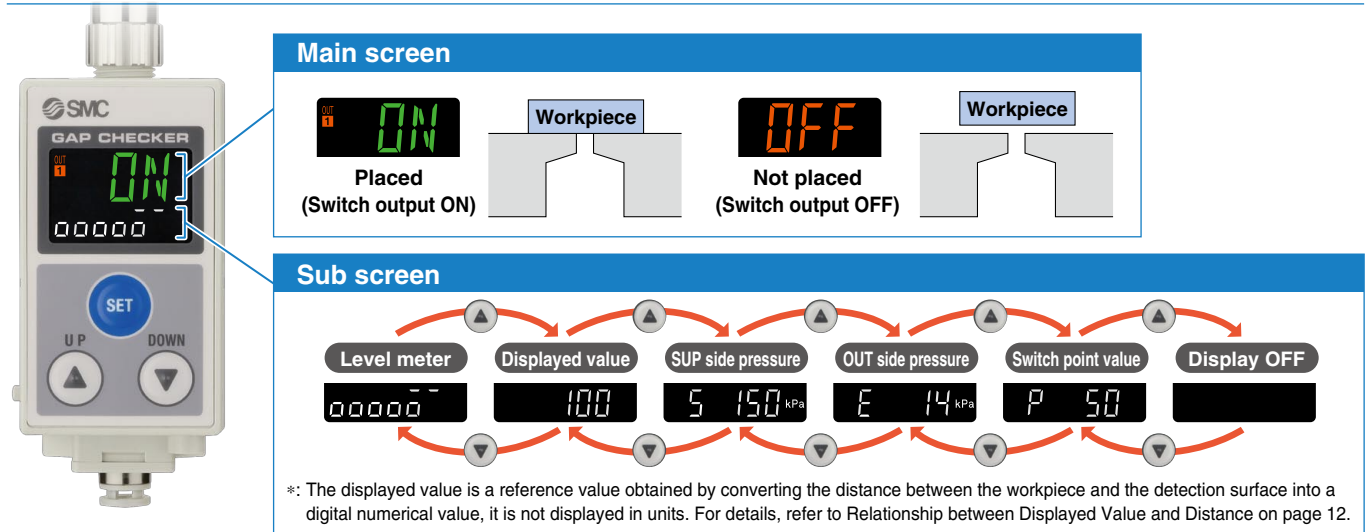 SMC
GAP CHECKER
OUT
1
ON
ooooo
SET
UP
DOWN
Main screen
OUT
1
ON
Placed
(Switch output ON)
Workpiece
OFF
Not placed
(Switch output OFF)
Workpiece
Sub screen
Level meter
Displayed value
SUP side pressure
OUT side pressure
Switch point value
Display OFF
ooooo
100
S 150 kPa
E 14 kPa
P 50
*: The displayed value is a reference value obtained by converting the distance between the workpiece and the detection surface into a
digital numerical value, it is not displayed in units. For details, refer to Relationship between Displayed Value and Distance on page 12.